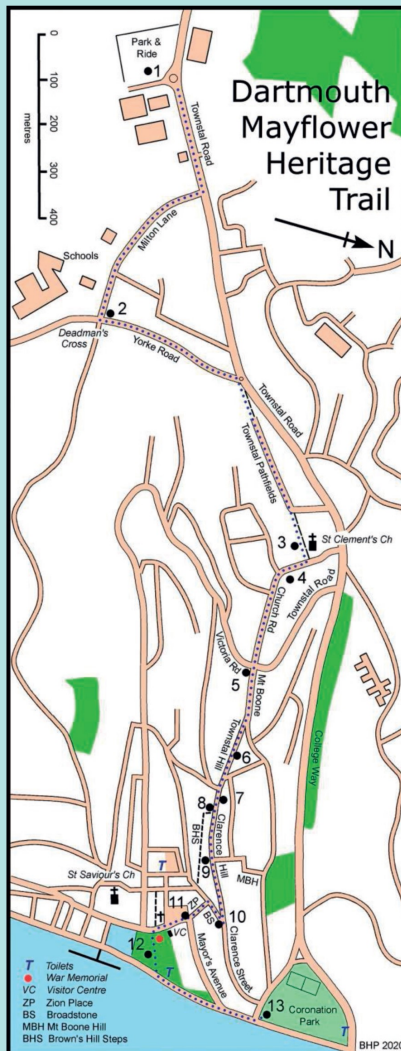 Park &
Ride
1
0
100
200
300
400
metres
Townstal Road
Dartmouth
Mayflower
Heritage
Trail
N
Milton Lane
Schools
2
Deadman's
Cross
Yorke Road
Townstal Road
Townstal Pathfields
3
St Clement's Ch
4
Townstal Road
Church Rd
Victoria Rd
5
Mt Boone
College Way
Townstal Hill
6
7
8
BHS
Clarence
Hill
9
MBH
St Saviour's Ch
T
11
ZP
BS
10
VC
12
Mayor's Avenue
Clarence Street
T
13
Coronation
Park
T
T Toilets
War Memorial
VC Visitor Centre
ZP Zion Place
BS Broadstone
MBH Mt Boone Hill
BHS Brown's Hill Steps
BHP 2020